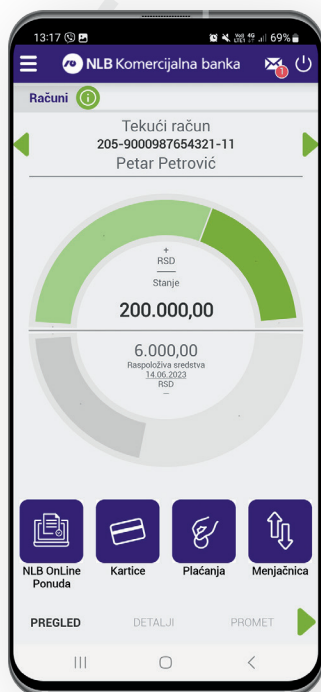 13:17
69%
NLB Komercijalna banka
1
Računi
Tekući račun
205-9000987654321-11
Petar Petrović
+
RSD
Stanje
200.000,00
6.000,00
Raspoloživa sredstva
14.06.2023
RSD
–
NLB OnLine
Ponuda
Kartice
Plaćanja
Menjačnica
PREGLED
DETALJI
PROMET